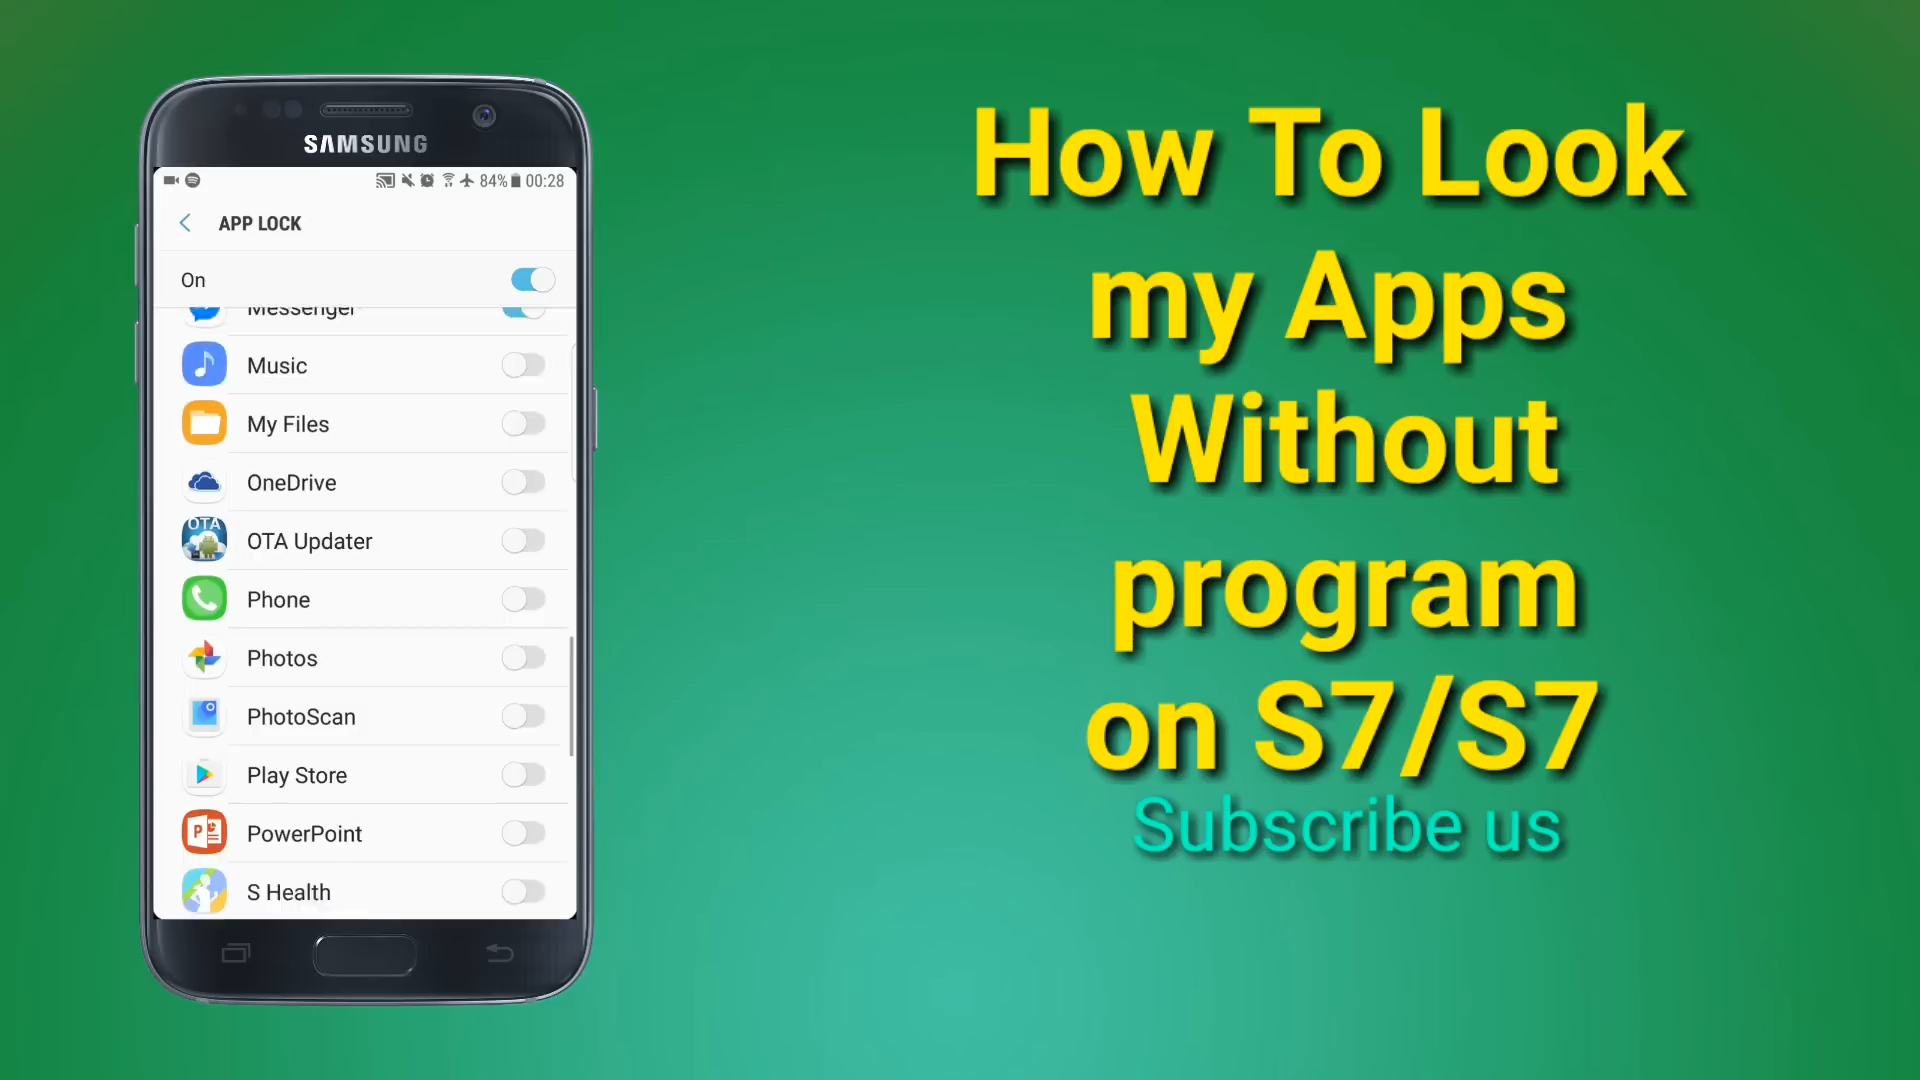 SAMSUNG
84% 00:28
APP LOCK
On
Messenger
Music
My Files
OneDrive
OTA
OTA Updater
Phone
Photos
PhotoScan
Play Store
P
PowerPoint
S Health
How To Look
my Apps
Without
program
on S7/S7
Subscribe us